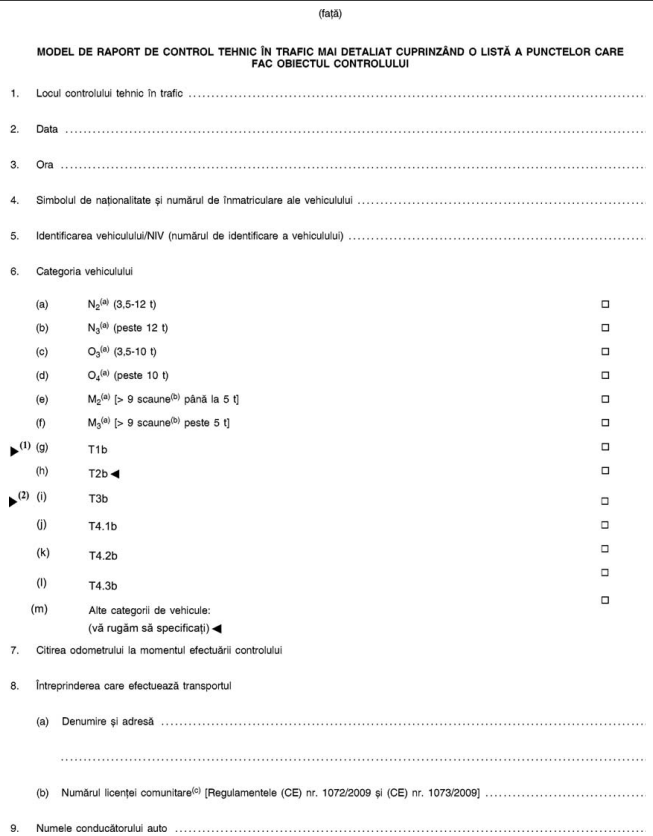 (față)
MODEL DE RAPORT DE CONTROL TEHNIC ÎN TRAFIC MAI DETALIAT CUPRINZÂND O LISTĂ A PUNCTELOR CARE
FAC OBIECTUL CONTROLULUI
1. Locul controlului tehnic în trafic ....................
2. Data ....................
3. Ora ....................
4. Simbolul de naționalitate și numărul de înmatriculare ale vehiculului ....................
5. Identificarea vehiculului/NIV (numărul de identificare a vehiculului) ....................
6. Categoria vehiculului
(a) N2(a) (3,5-12 t) □
(b) N3(a) (peste 12 t) □
(c) O3(a) (3,5-10 t) □
(d) O4(a) (peste 10 t) □
(e) M2(a) [> 9 scaune(b) până la 5 t] □
(f) M3(a) [> 9 scaune(b) peste 5 t] □
►(1) (g) T1b □
(h) T2b ◄ □
►(2) (i) T3b □
(j) T4.1b □
(k) T4.2b □
(l) T4.3b □
(m) Alte categorii de vehicule: □
(vă rugăm să specificați) ◄
7. Citirea odometrului la momentul efectuării controlului
8. Întreprinderea care efectuează transportul
(a) Denumire și adresă ....................
....................
(b) Numărul licenței comunitare(c) [Regulamentele (CE) nr. 1072/2009 și (CE) nr. 1073/2009] ....................
9. Numele conducătorului auto ....................